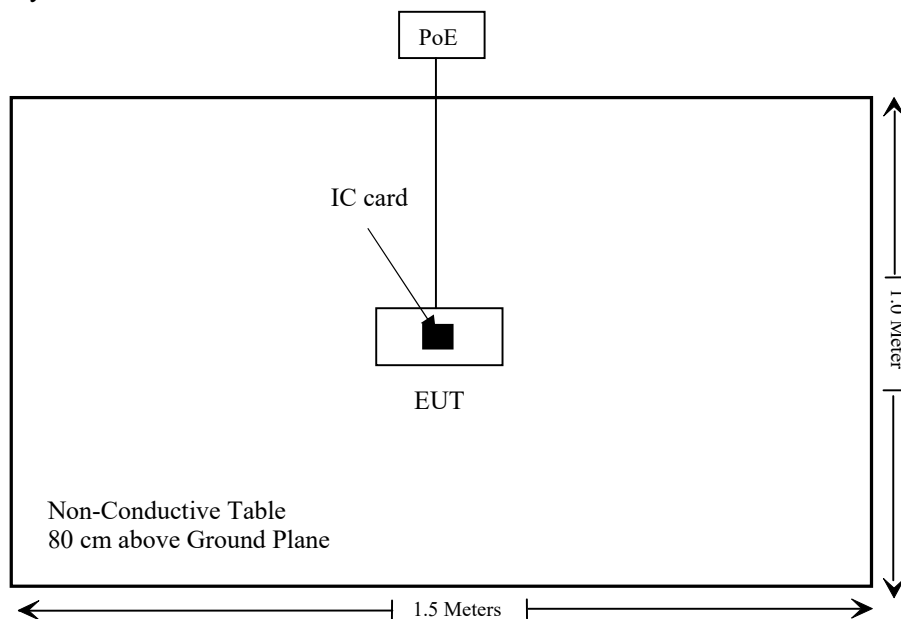 PoE
IC card
1.0 Meter
EUT
Non-Conductive Table
80 cm above Ground Plane
1.5 Meters